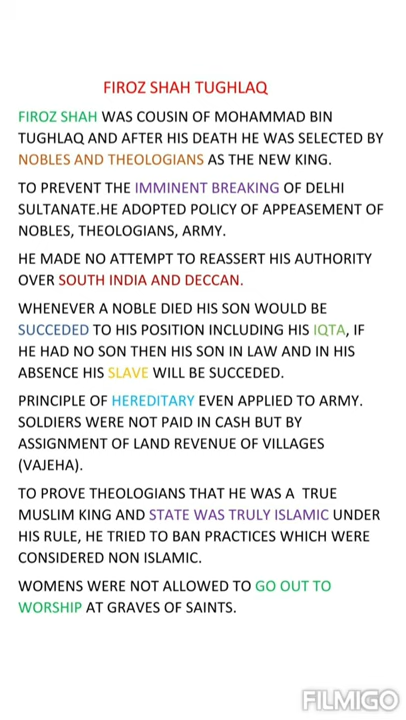 FIROZ SHAH TUGHLAQ
FIROZ SHAH WAS COUSIN OF MOHAMMAD BIN
TUGHLAQ AND AFTER HIS DEATH HE WAS SELECTED BY
NOBLES AND THEOLOGIANS AS THE NEW KING.
TO PREVENT THE IMMINENT BREAKING OF DELHI
SULTANATE.HE ADOPTED POLICY OF APPEASEMENT OF
NOBLES, THEOLOGIANS, ARMY.
HE MADE NO ATTEMPT TO REASSERT HIS AUTHORITY
OVER SOUTH INDIA AND DECCAN.
WHENEVER A NOBLE DIED HIS SON WOULD BE
SUCCEDED TO HIS POSITION INCLUDING HIS IQTA, IF
HE HAD NO SON THEN HIS SON IN LAW AND IN HIS
ABSENCE HIS SLAVE WILL BE SUCCEDED.
PRINCIPLE OF HEREDITARY EVEN APPLIED TO ARMY.
SOLDIERS WERE NOT PAID IN CASH BUT BY
ASSIGNMENT OF LAND REVENUE OF VILLAGES
(VAJEHA).
TO PROVE THEOLOGIANS THAT HE WAS A TRUE
MUSLIM KING AND STATE WAS TRULY ISLAMIC UNDER
HIS RULE, HE TRIED TO BAN PRACTICES WHICH WERE
CONSIDERED NON ISLAMIC.
WOMENS WERE NOT ALLOWED TO GO OUT TO
WORSHIP AT GRAVES OF SAINTS.
FILMIGO